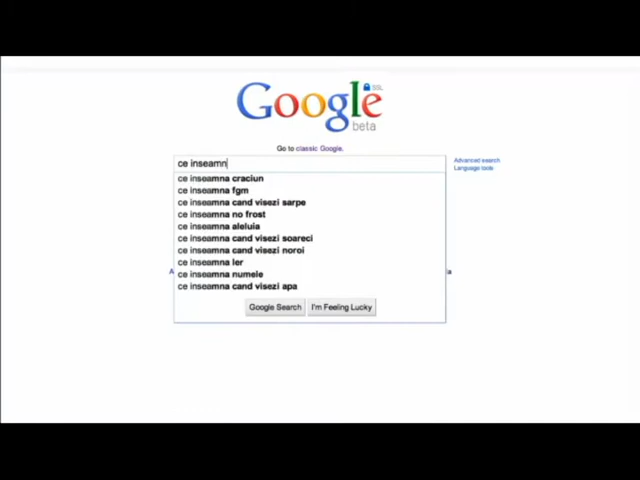 Google
SSL
beta
Go to classic Google.
ce inseamn
Advanced search
Language tools
ce inseamna craciun
ce inseamna fgm
ce inseamna cand visezi sarpe
ce inseamna no frost
ce inseamna aleluia
ce inseamna cand visezi soareci
ce inseamna cand visezi noroi
ce inseamna ler
ce inseamna numele
ce inseamna cand visezi apa
Google Search
I'm Feeling Lucky